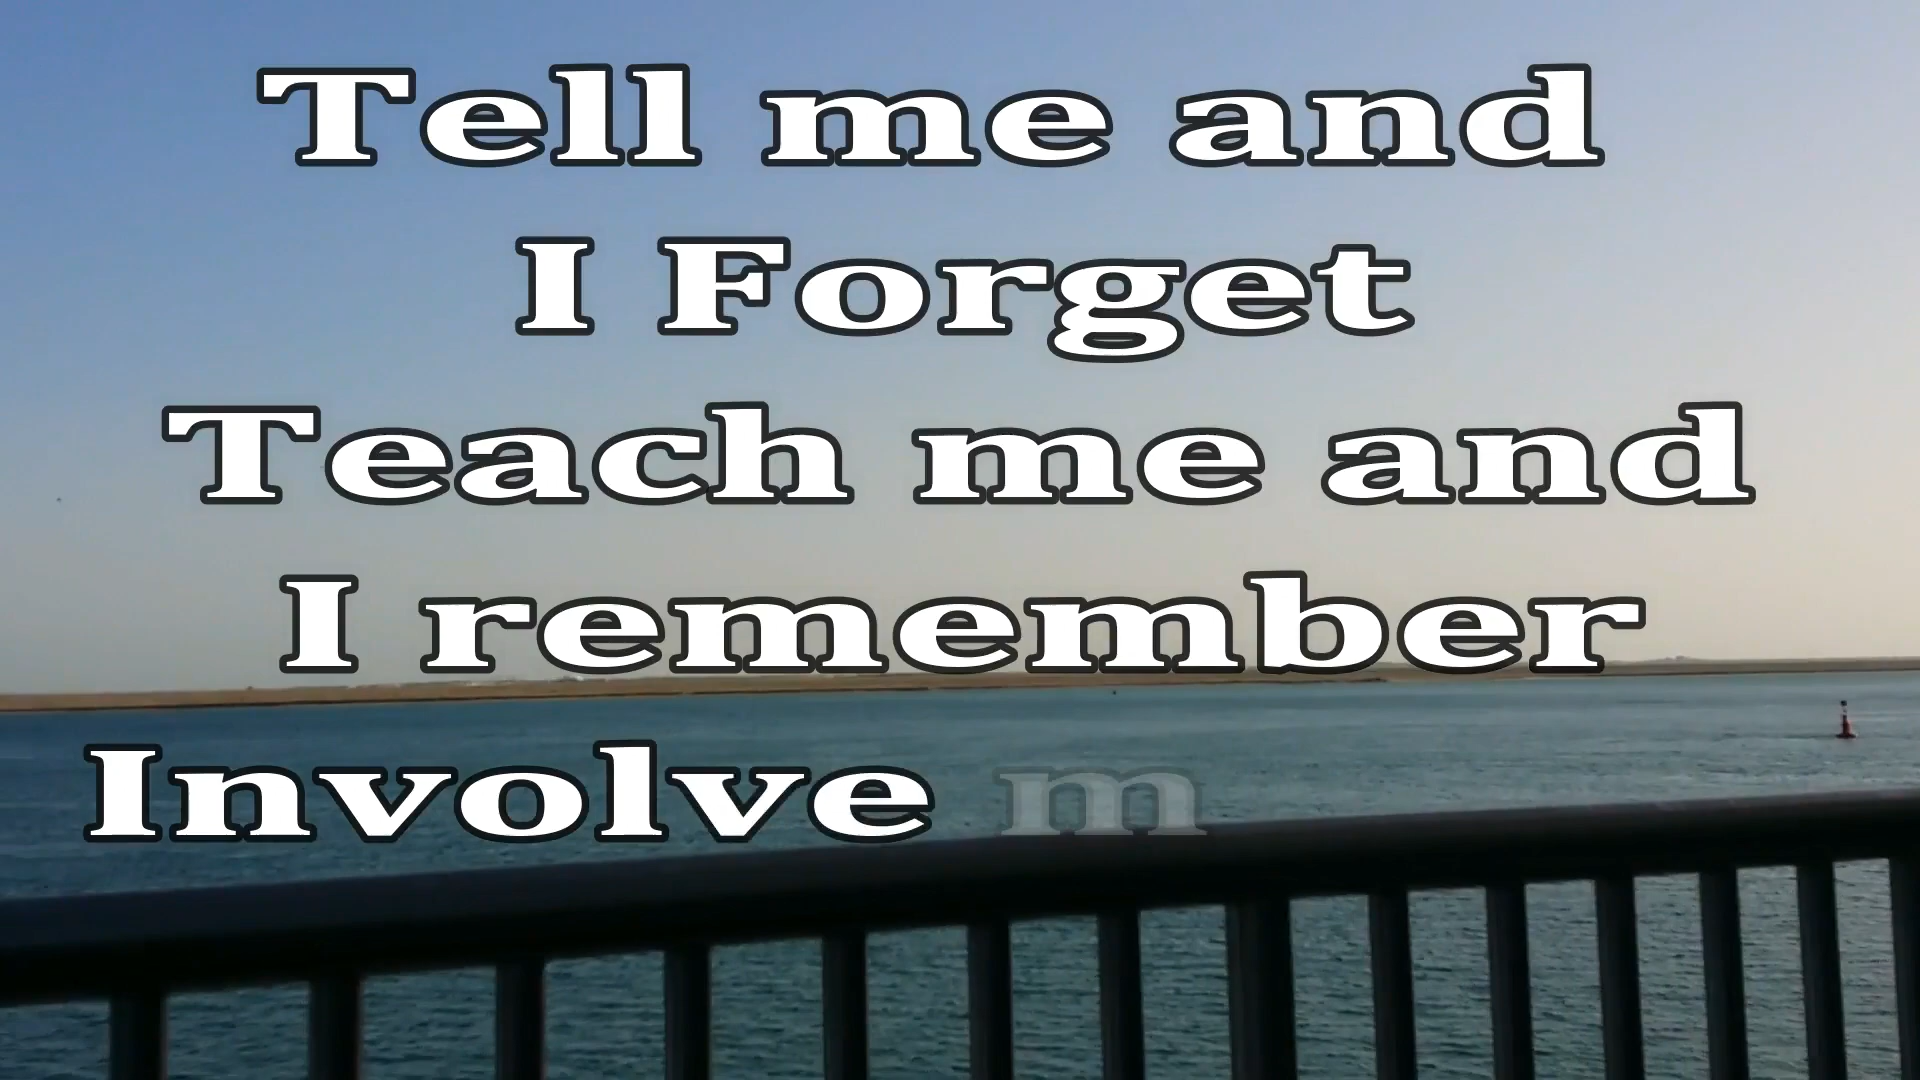 Tell me and
I Forget
Teach me and
I remember
Involve m